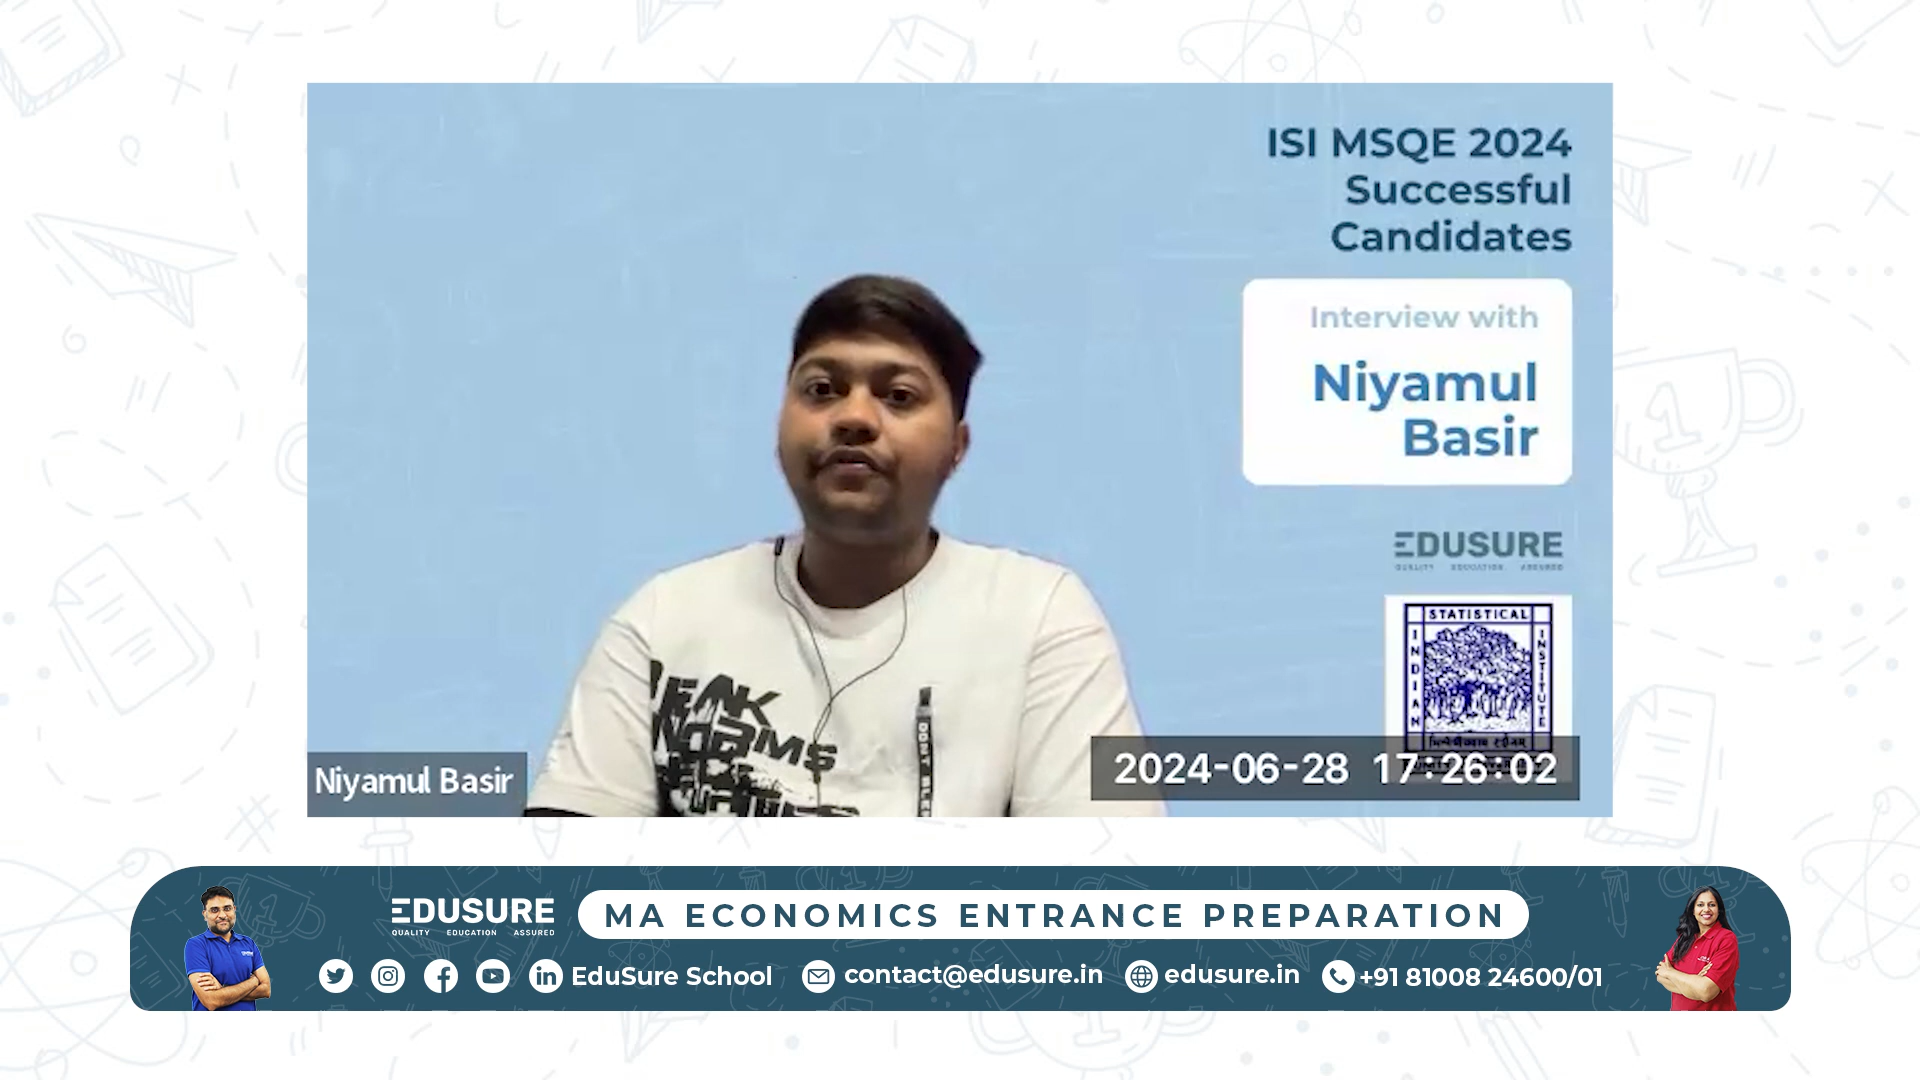 ISI MSQE 2024
Successful
Candidates
Interview with
Niyamul
Basir
EDUSURE
QUALITY EDUCATION ASSURED
STATISTICAL
INDIAN
INSTITUTE
Niyamul Basir
2024-06-28 17:26:02
EDUSURE
QUALITY EDUCATION ASSURED
MA ECONOMICS ENTRANCE PREPARATION
EduSure School
contact@edusure.in
edusure.in
+91 81008 24600/01